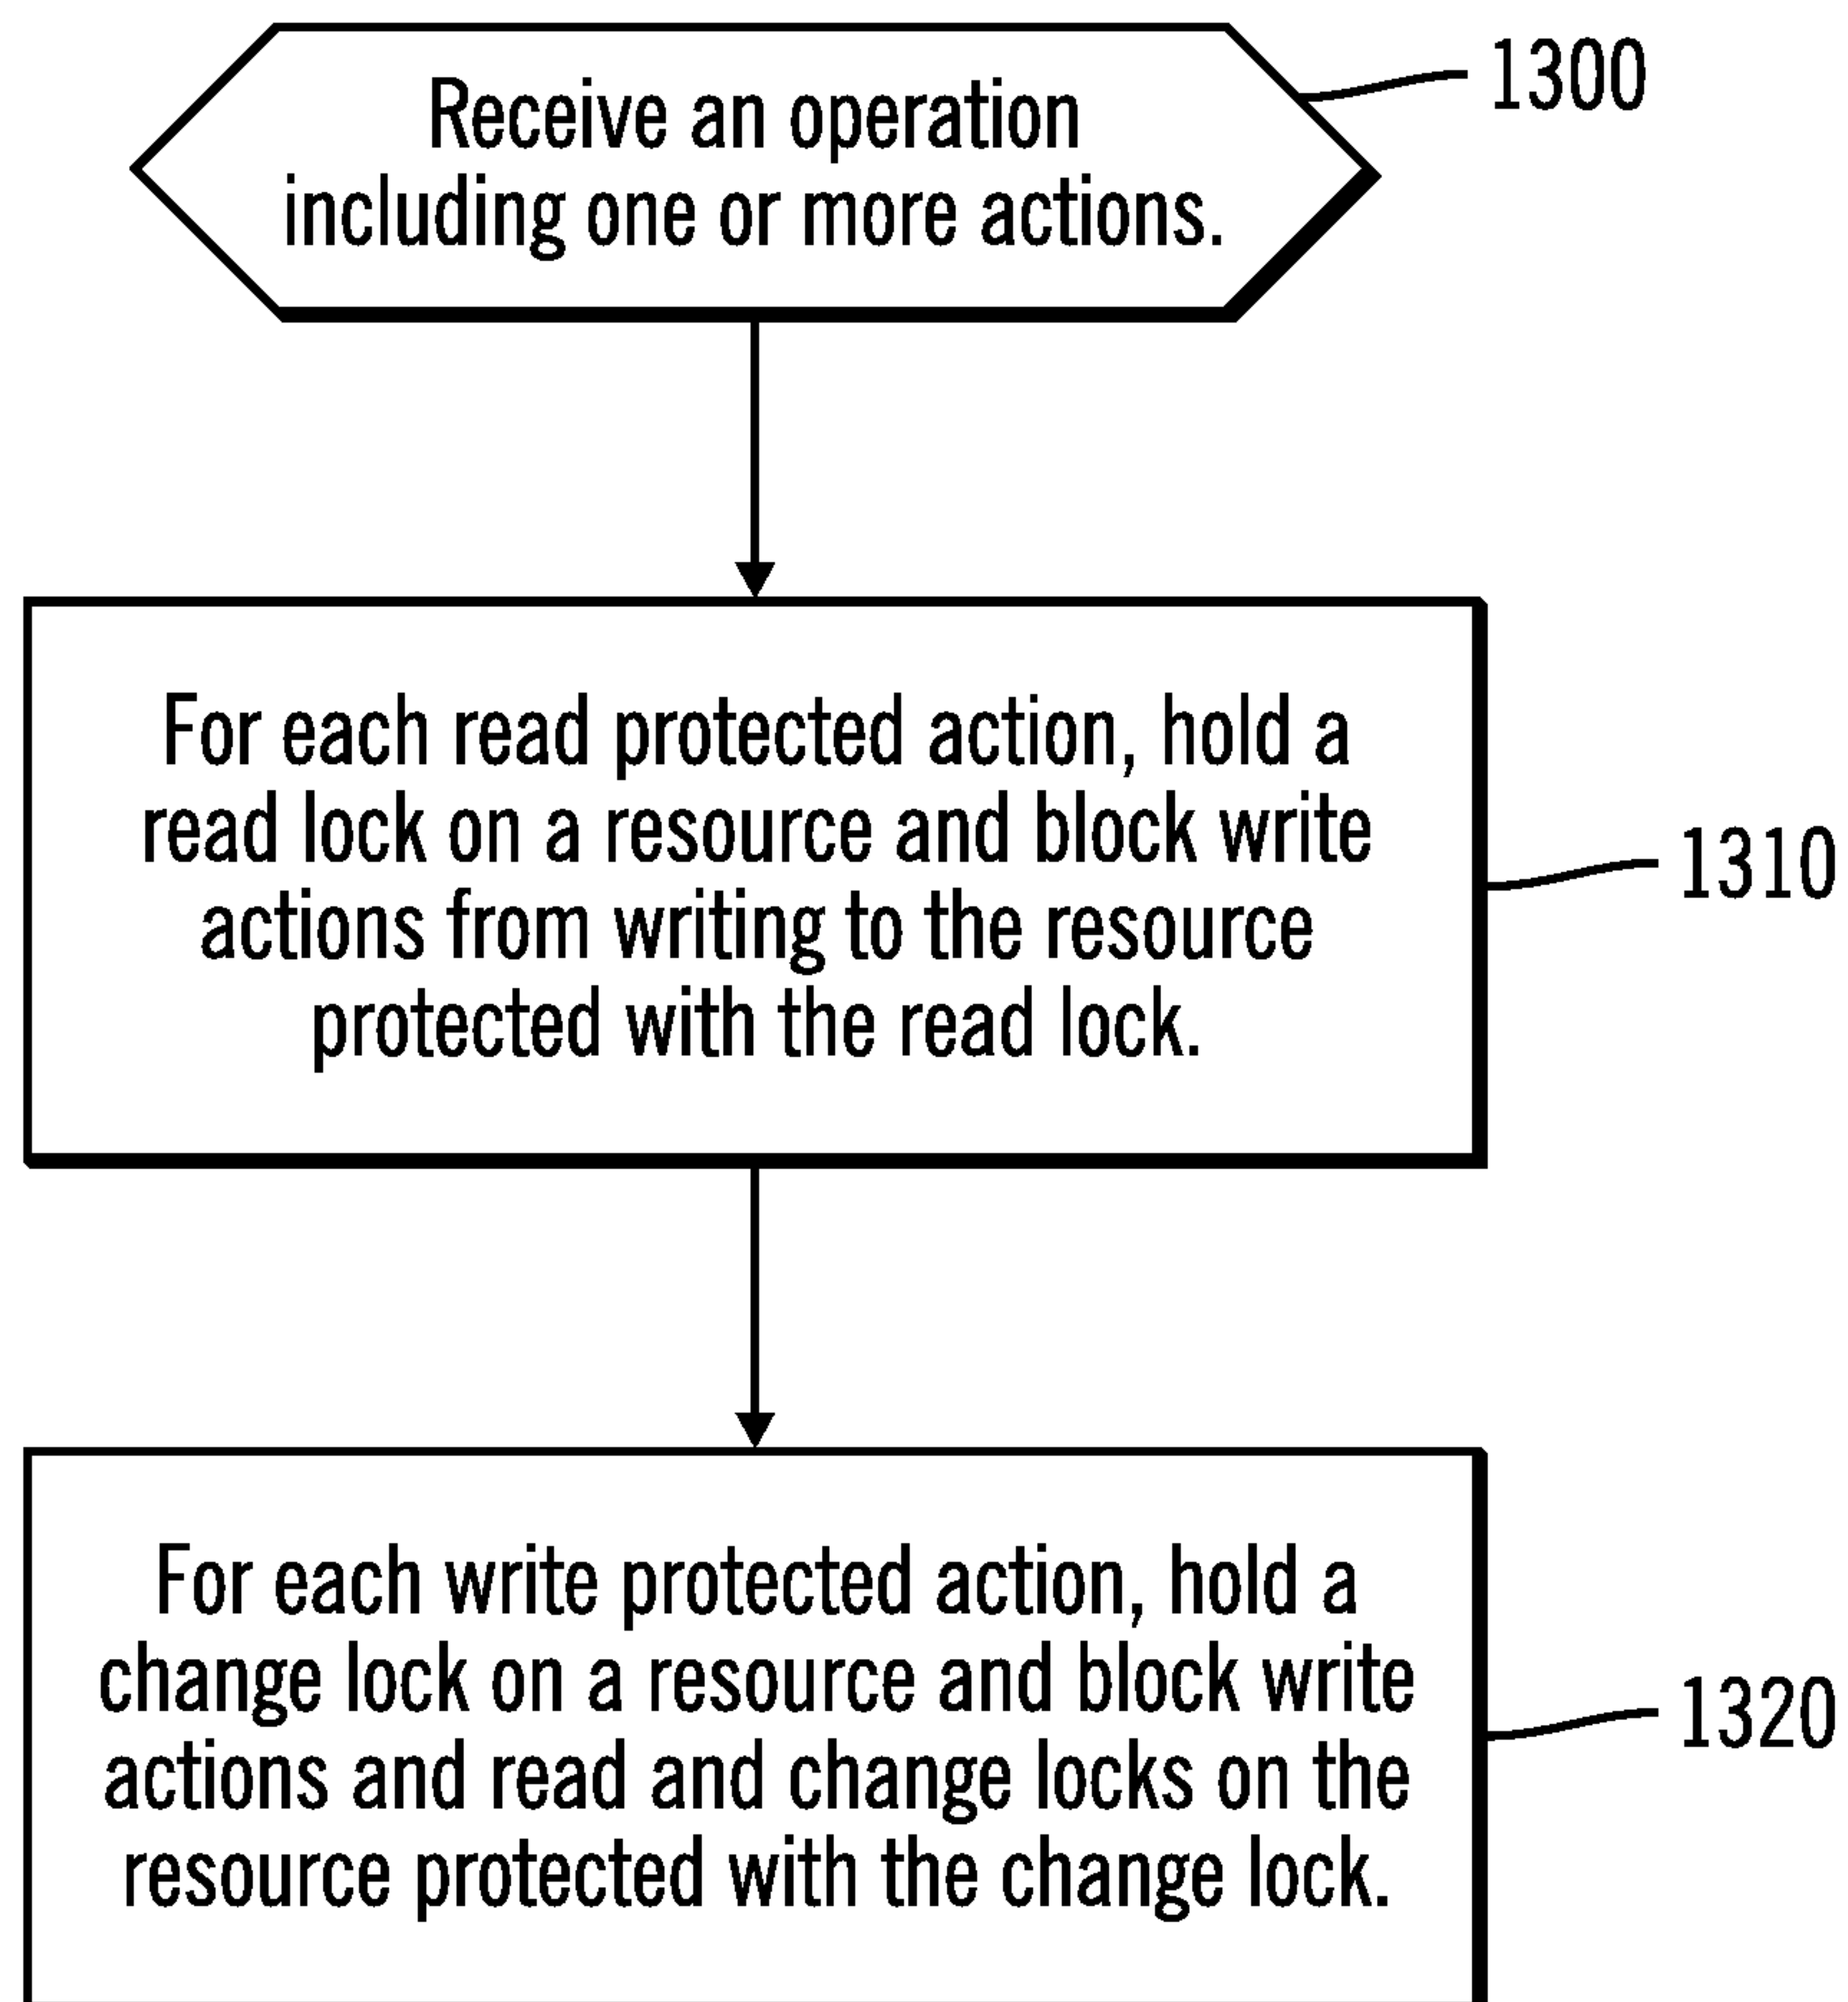 Receive an operation
including one or more actions.
1300
For each read protected action, hold a
read lock on a resource and block write
actions from writing to the resource
protected with the read lock.
1310
For each write protected action, hold a
change lock on a resource and block write
actions and read and change locks on the
resource protected with the change lock.
1320